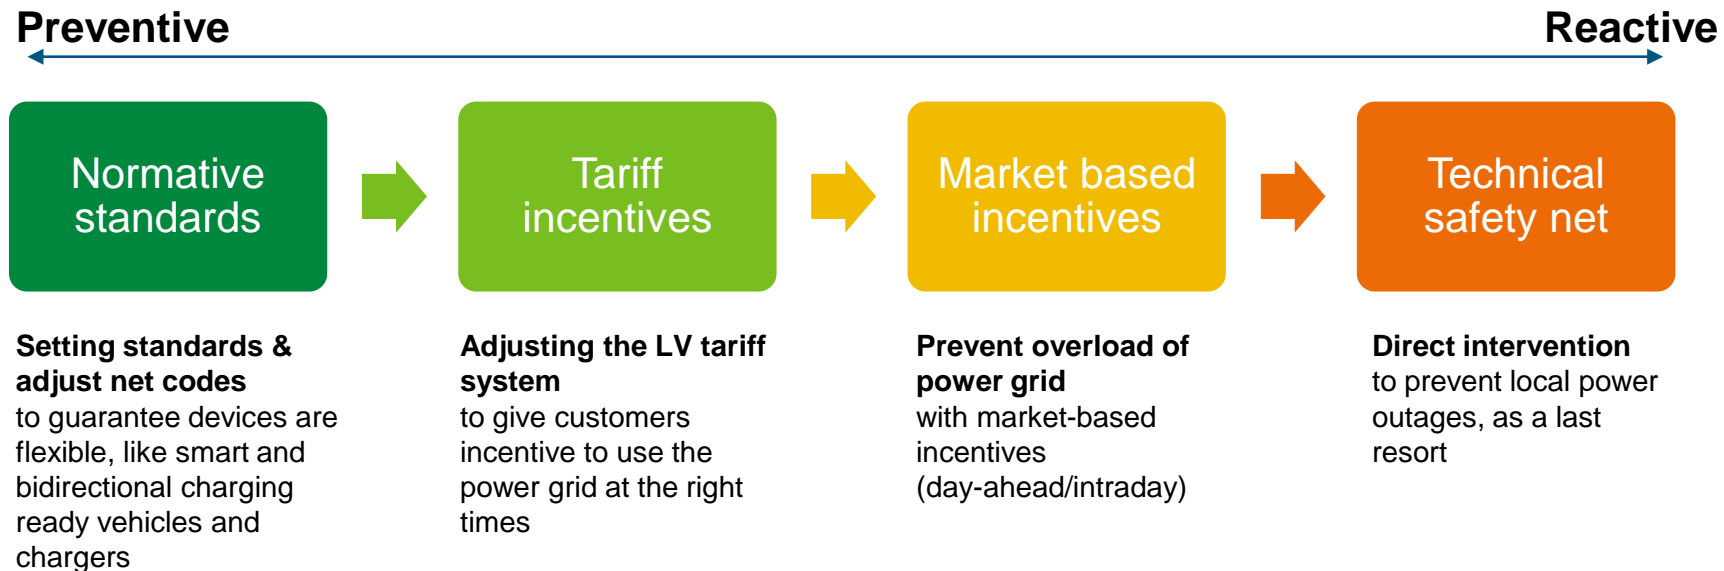 Preventive
Reactive
Normative
standards
Tariff
incentives
Market based
incentives
Technical
safety net
Setting standards &
adjust net codes
to guarantee devices are
flexible, like smart and
bidirectional charging
ready vehicles and
chargers
Adjusting the LV tariff
system
to give customers
incentive to use the
power grid at the right
times
Prevent overload of
power grid
with market-based
incentives
(day-ahead/intraday)
Direct intervention
to prevent local power
outages, as a last
resort